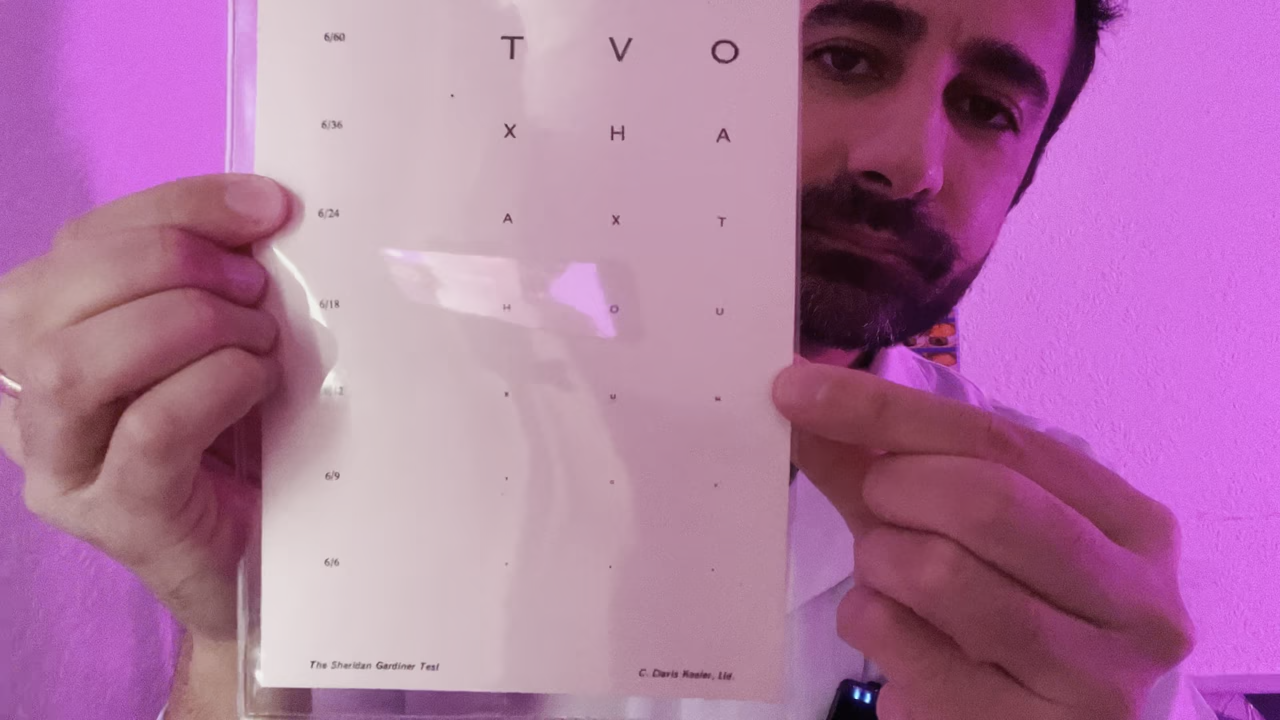 6/60 T V O
6/36 X H A
6/24 A X T
6/18 H O U
X U
6/9
6/6
The Sheridan Gardiner Test
C. Davis Keeler, Ltd.